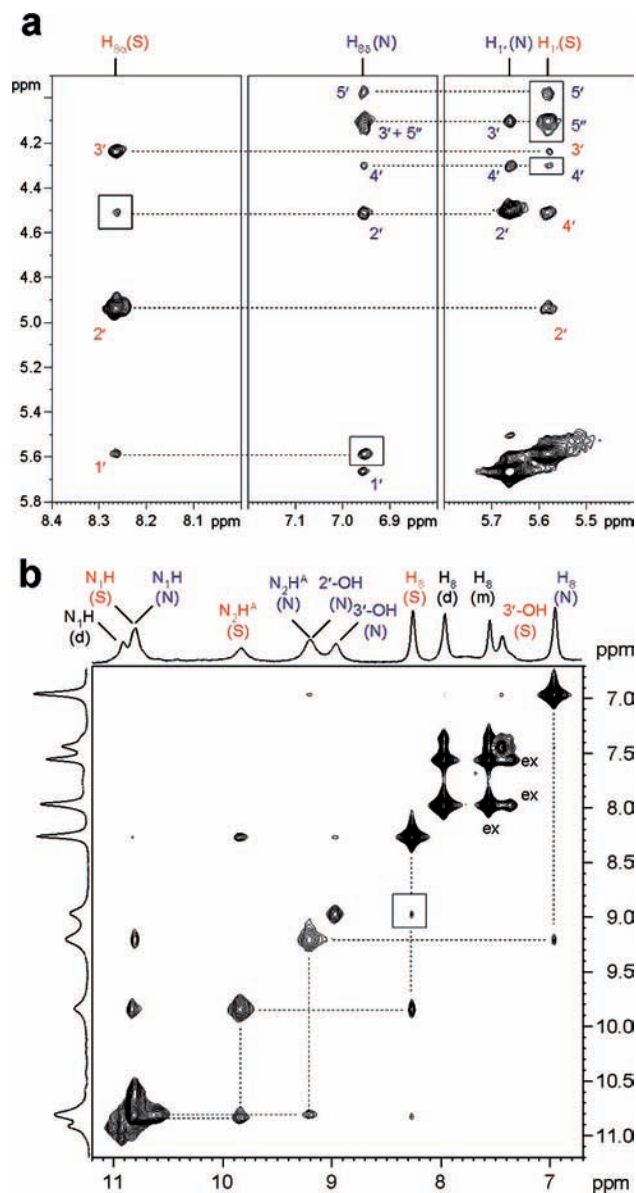 a
H₈α(S) H₈δ(N) H₁'(N) H₁'(S)
ppm
5' 5'
4.2 3' + 5'' 3' 5''
3' 3'
4' 4' 4'
4.4
4.6 2' 2' 4'
4.8
5.0
2' 2'
5.2
5.4
5.6
1' 1'
5.8
8.4 8.3 8.2 8.1 ppm 7.1 7.0 6.9 ppm 5.7 5.6 5.5 ppm
b
N₁H (d) N₁H (S) N₁H (N) N₂Hᴬ (S) N₂Hᴬ (N) 2'-OH (N) 3'-OH (N) H₈ (S) H₈ (d) H₈ (m) 3'-OH (S) H₈ (N)
ppm
7.0
7.5
ex
8.0
ex
ex
8.5
9.0
9.5
10.0
10.5
11.0
11 10 9 8 7 ppm